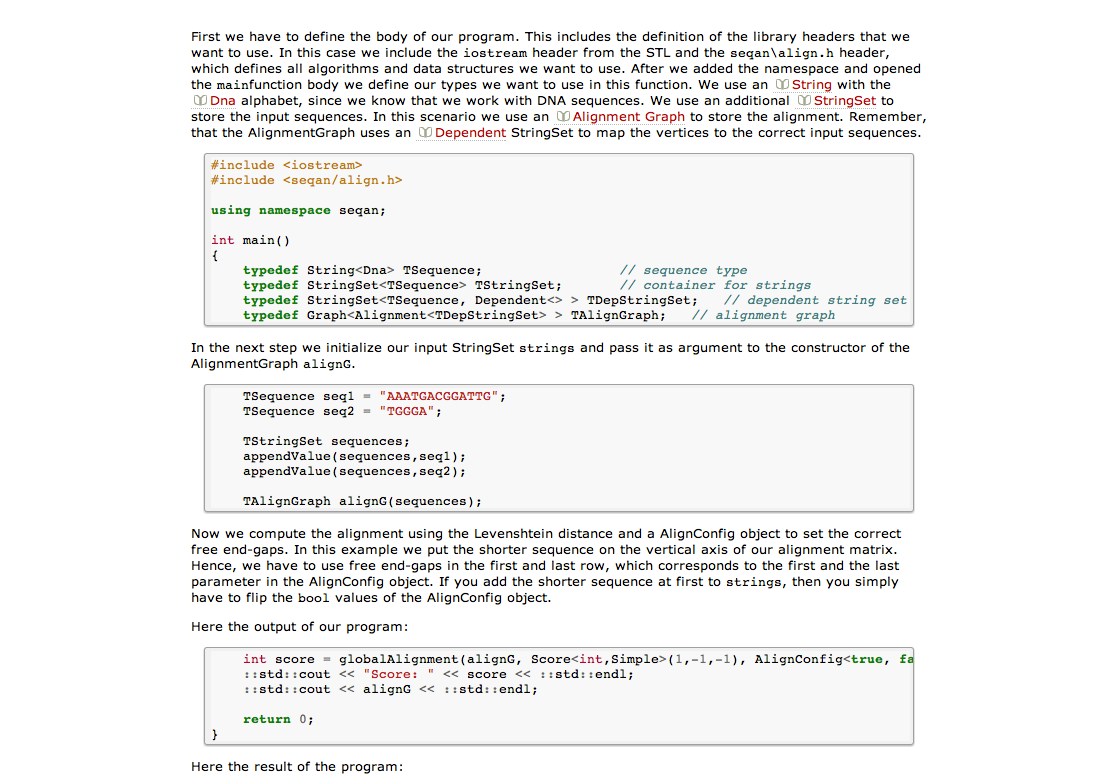 First we have to define the body of our program. This includes the definition of the library headers that we
want to use. In this case we include the iostream header from the STL and the seqan\align.h header,
which defines all algorithms and data structures we want to use. After we added the namespace and opened
the mainfunction body we define our types we want to use in this function. We use an String with the
Dna alphabet, since we know that we work with DNA sequences. We use an additional StringSet to
store the input sequences. In this scenario we use an Alignment Graph to store the alignment. Remember,
that the AlignmentGraph uses an Dependent StringSet to map the vertices to the correct input sequences.
#include <iostream>
#include <seqan/align.h>
using namespace seqan;
int main()
{
typedef String<Dna> TSequence; // sequence type
typedef StringSet<TSequence> TStringSet; // container for strings
typedef StringSet<TSequence, Dependent<> > TDepStringSet; // dependent string set
typedef Graph<Alignment<TDepStringSet> > TAlignGraph; // alignment graph
In the next step we initialize our input StringSet strings and pass it as argument to the constructor of the
AlignmentGraph alignG.
TSequence seq1 = "AAATGACGGATTG";
TSequence seq2 = "TGGGA";
TStringSet sequences;
appendValue(sequences,seq1);
appendValue(sequences,seq2);
TAlignGraph alignG(sequences);
Now we compute the alignment using the Levenshtein distance and a AlignConfig object to set the correct
free end-gaps. In this example we put the shorter sequence on the vertical axis of our alignment matrix.
Hence, we have to use free end-gaps in the first and last row, which corresponds to the first and the last
parameter in the AlignConfig object. If you add the shorter sequence at first to strings, then you simply
have to flip the bool values of the AlignConfig object.
Here the output of our program:
int score = globalAlignment(alignG, Score<int,Simple>(1,-1,-1), AlignConfig<true, fa
::std::cout << "Score: " << score << ::std::endl;
::std::cout << alignG << ::std::endl;
return 0;
}
Here the result of the program: